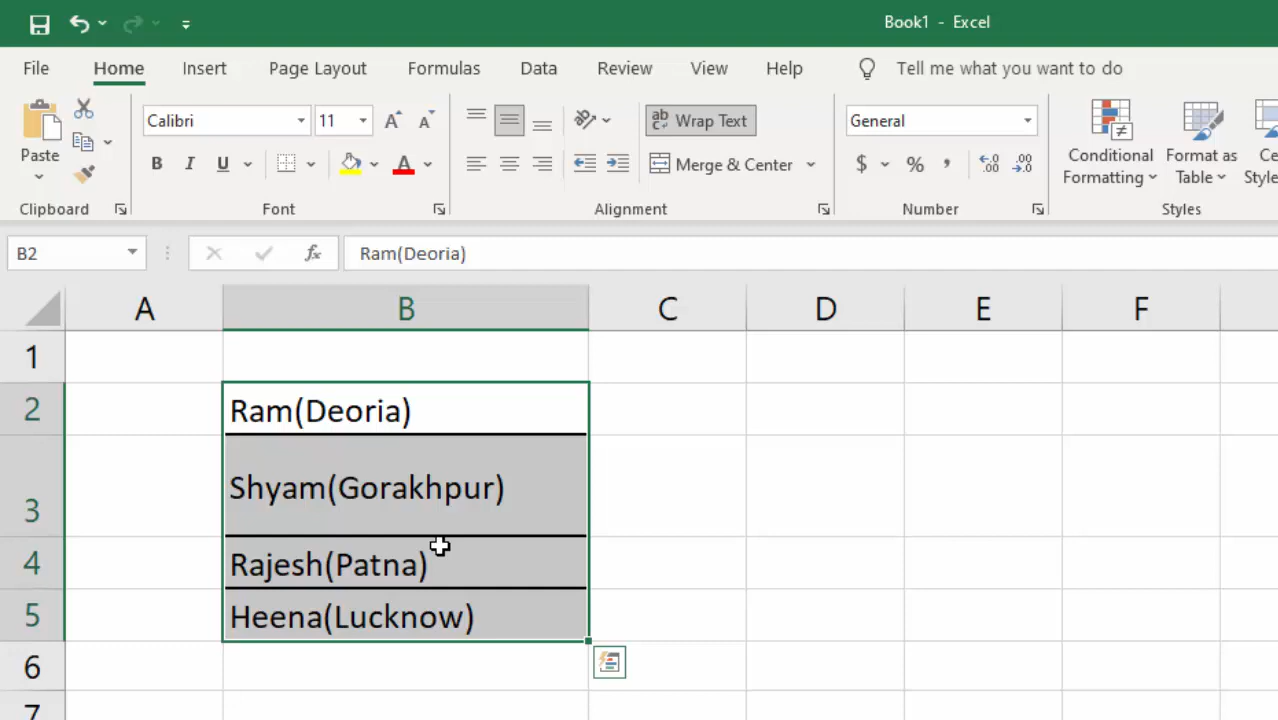 Book1 - Excel
File Home Insert Page Layout Formulas Data Review View Help Tell me what you want to do
Calibri 11 Wrap Text General
Paste Merge & Center $ % Conditional Formatting Format as Table
B I U A
Clipboard Font Alignment Number Styles
B2 fx Ram(Deoria)
A B C D E F
1
2 Ram(Deoria)
3 Shyam(Gorakhpur)
4 Rajesh(Patna)
5 Heena(Lucknow)
6
7